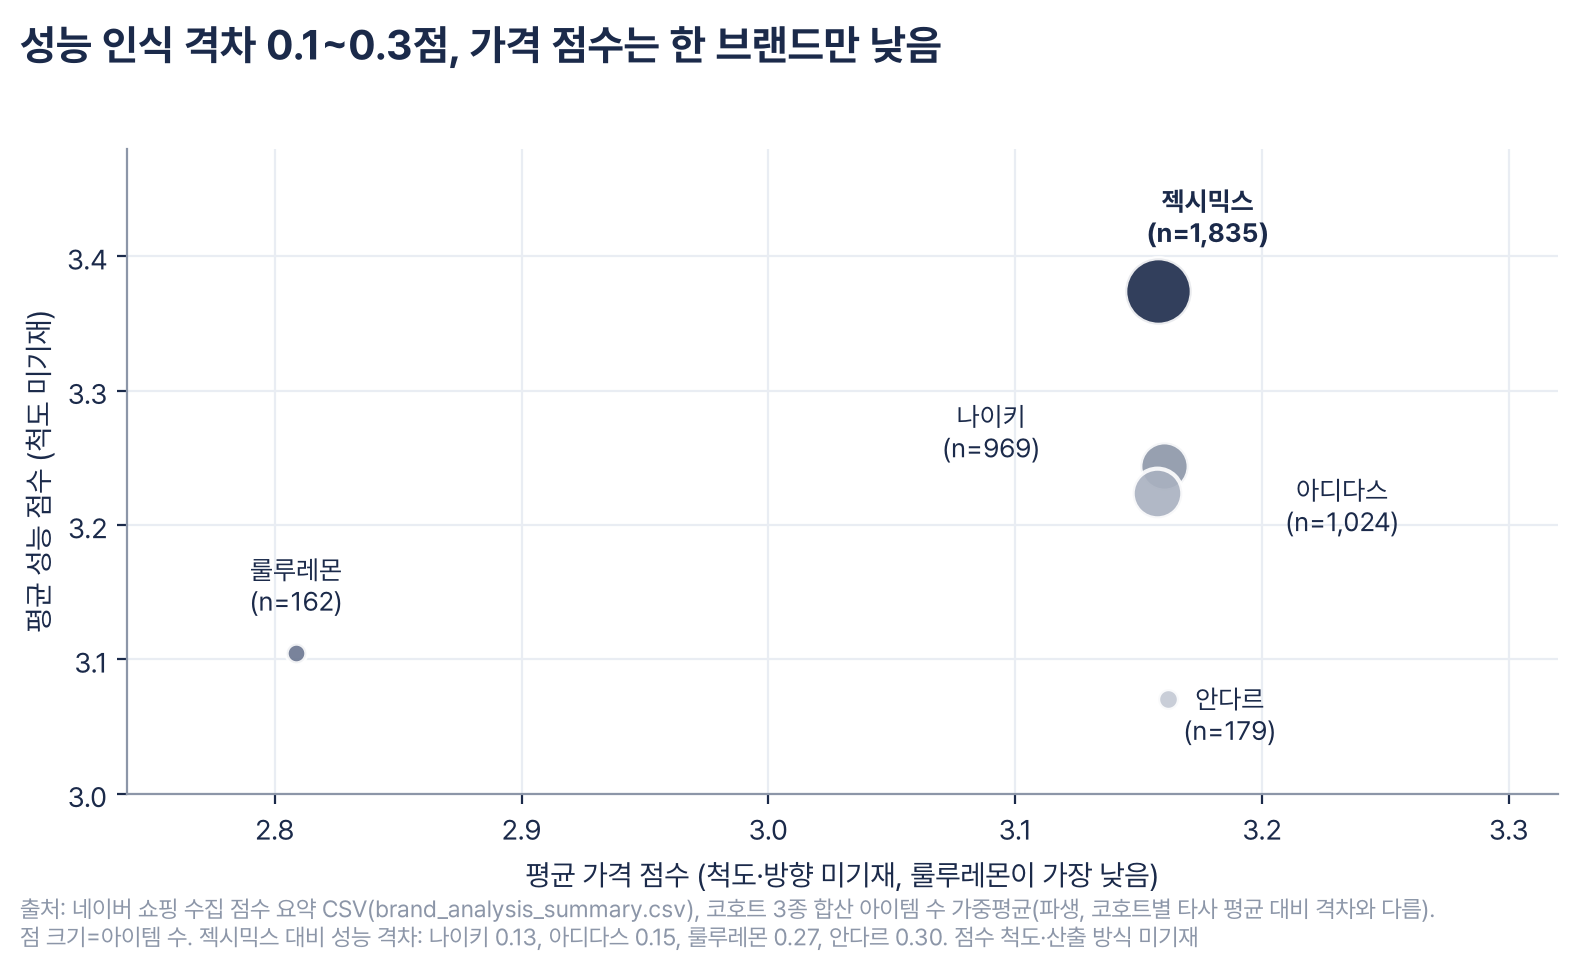 성능 인식 격차 0.1~0.3점, 가격 점수는 한 브랜드만 낮음
젝시믹스
(n=1,835)
3.4
3.3
나이키
(n=969)
아디다스
(n=1,024)
3.2
룰루레몬
(n=162)
3.1
안다르
(n=179)
3.0
평균 성능 점수 (척도 미기재)
2.8 2.9 3.0 3.1 3.2 3.3
평균 가격 점수 (척도·방향 미기재, 룰루레몬이 가장 낮음)
출처: 네이버 쇼핑 수집 점수 요약 CSV(brand_analysis_summary.csv), 코호트 3종 합산 아이템 수 가중평균(파생, 코호트별 타사 평균 대비 격차와 다름).
점 크기=아이템 수. 젝시믹스 대비 성능 격차: 나이키 0.13, 아디다스 0.15, 룰루레몬 0.27, 안다르 0.30. 점수 척도·산출 방식 미기재